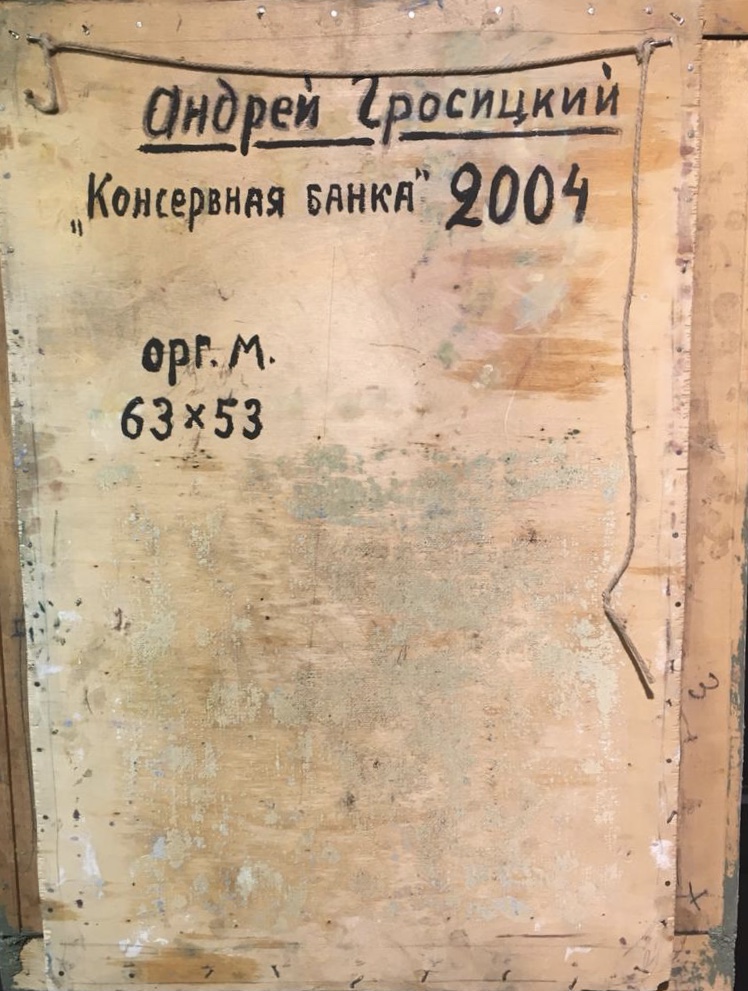 Андрей Гросицкий
„Консервная банка" 2004
орг. м.
63×53